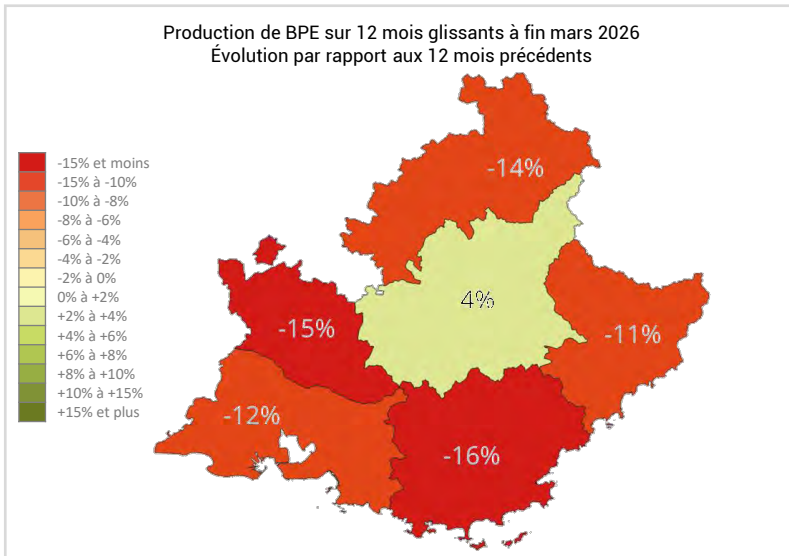 Production de BPE sur 12 mois glissants à fin mars 2026
Évolution par rapport aux 12 mois précédents
-15% et moins
-15% à -10%
-10% à -8%
-8% à -6%
-6% à -4%
-4% à -2%
-2% à 0%
0% à +2%
+2% à +4%
+4% à +6%
+6% à +8%
+8% à +10%
+10% à +15%
+15% et plus
-14%
4%
-15%
-11%
-12%
-16%